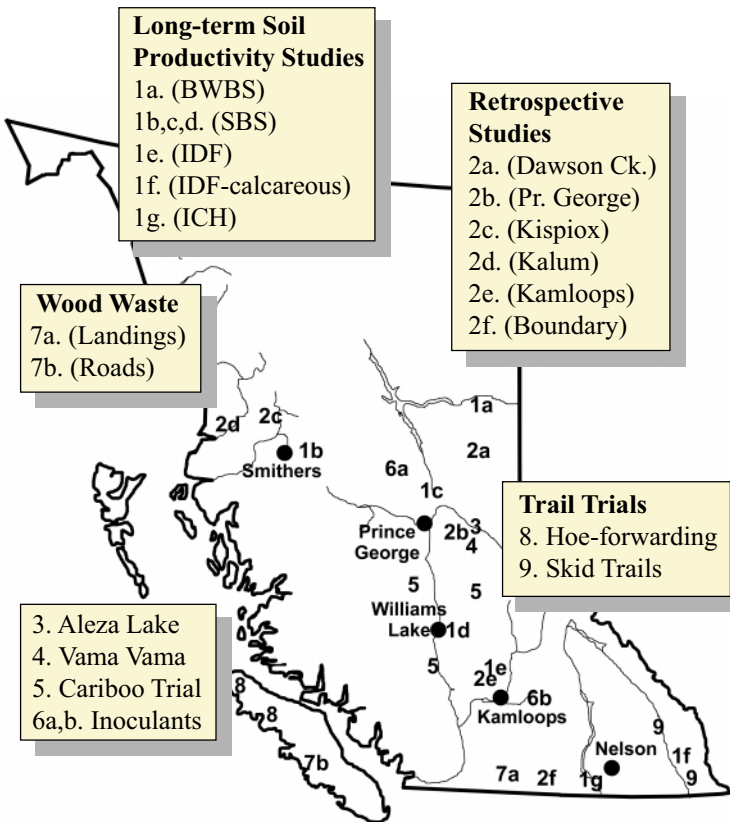 Long-term Soil
Productivity Studies
1a. (BWBS)
1b,c,d. (SBS)
1e. (IDF)
1f. (IDF-calcareous)
1g. (ICH)
Retrospective
Studies
2a. (Dawson Ck.)
2b. (Pr. George)
2c. (Kispiox)
2d. (Kalum)
2e. (Kamloops)
2f. (Boundary)
Wood Waste
7a. (Landings)
7b. (Roads)
Trail Trials
8. Hoe-forwarding
9. Skid Trails
3. Aleza Lake
4. Vama Vama
5. Cariboo Trial
6a,b. Inoculants
1a
2d
2c
1b
Smithers
2a
6a
1c
Prince
George
2b
3
4
5
5
Williams
Lake
1d
5
1e
2e
6b
Kamloops
8
8
7b
9
Nelson
1f
9
7a
2f
1g